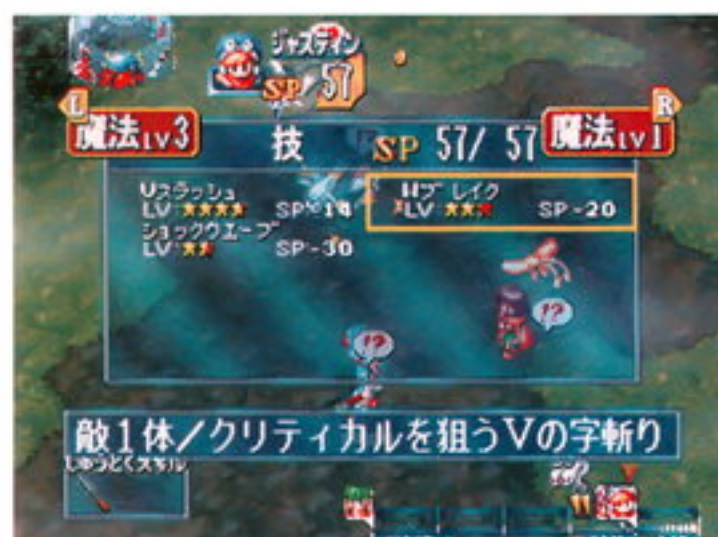 ジャスティン
SP 57
L
R
魔法LV3
技 SP 57/ 57
魔法LV1
Vスラッシュ
LV ★★★★ SP-14
Wブレイク
LV ★★★ SP-20
ショックウエーブ
LV ★★ SP-30
!?
!?
敵1体/クリティカルを狙うVの字斬り
しゅうとくスキル